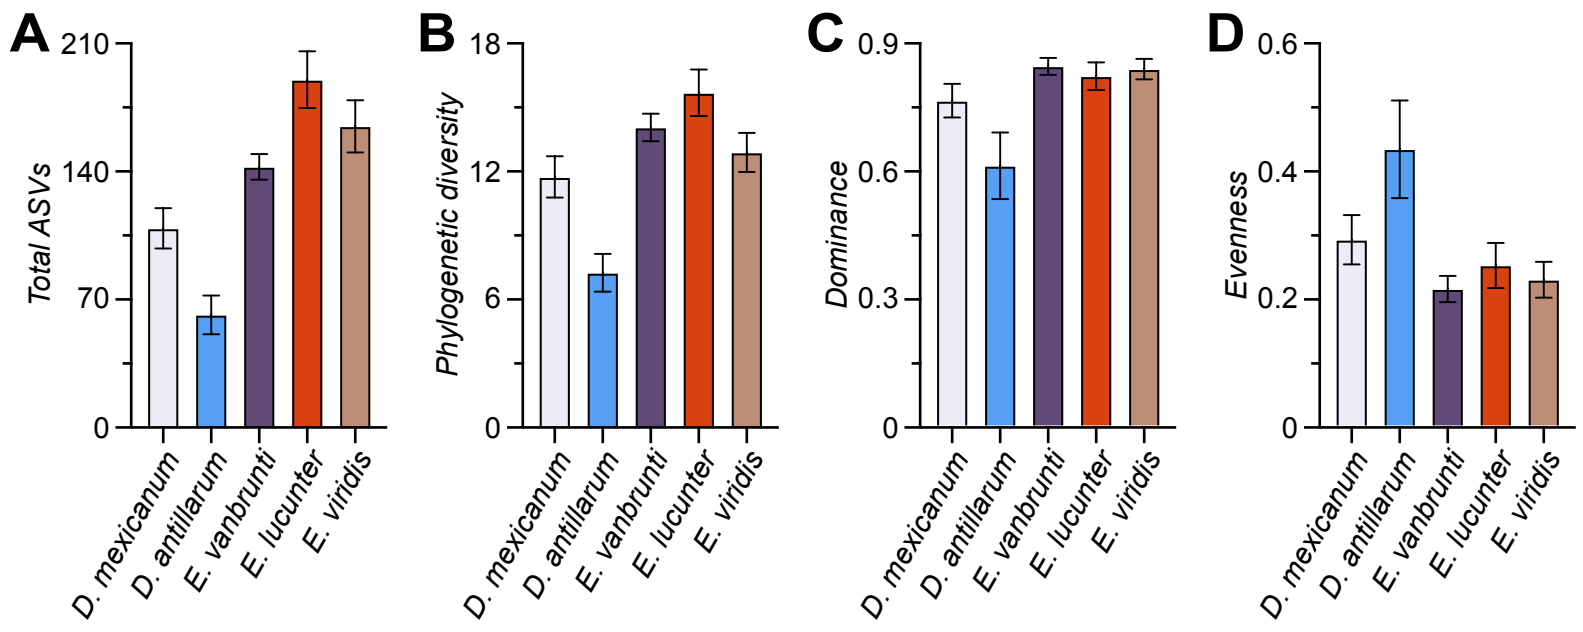 A
Total ASVs
210
140
70
0
D. mexicanum
D. antillarum
E. vanbrunti
E. lucunter
E. viridis
B
Phylogenetic diversity
18
12
6
0
D. mexicanum
D. antillarum
E. vanbrunti
E. lucunter
E. viridis
C
Dominance
0.9
0.6
0.3
0
D. mexicanum
D. antillarum
E. vanbrunti
E. lucunter
E. viridis
D
Evenness
0.6
0.4
0.2
0
D. mexicanum
D. antillarum
E. vanbrunti
E. lucunter
E. viridis